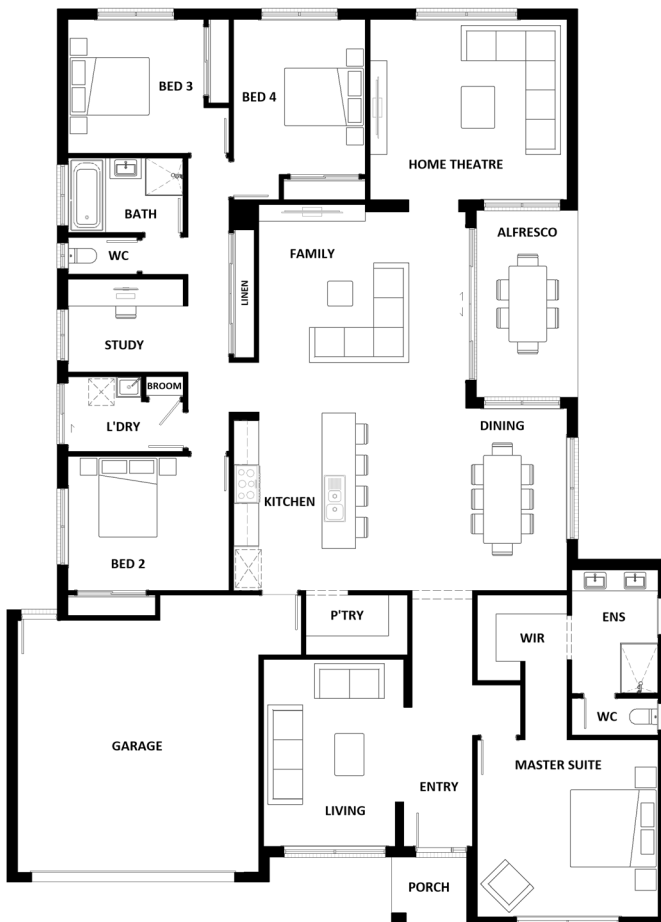 BED 3
BED 4
HOME THEATRE
BATH
ALFRESCO
WC
FAMILY
LINEN
STUDY
BROOM
L'DRY
DINING
KITCHEN
BED 2
P'TRY
ENS
WIR
WC
GARAGE
MASTER SUITE
ENTRY
LIVING
PORCH